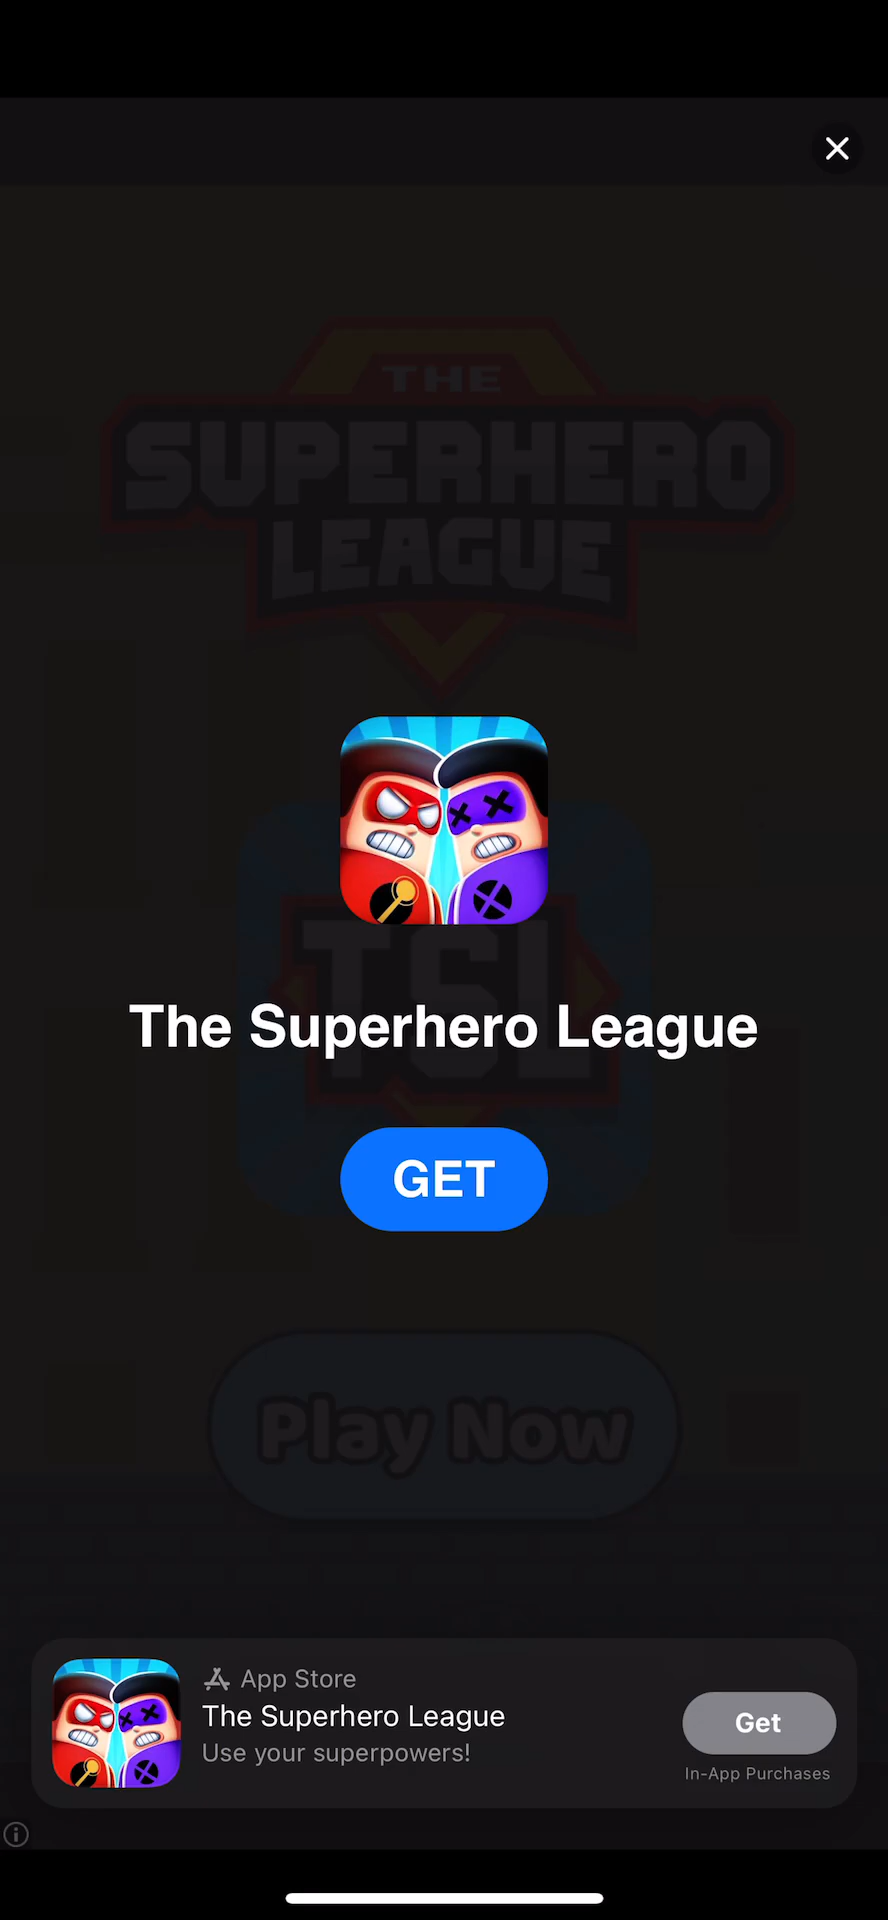 THE
SUPERHERO
LEAGUE
TSL
The Superhero League
GET
Play Now
App Store
The Superhero League
Use your superpowers!
Get
In-App Purchases